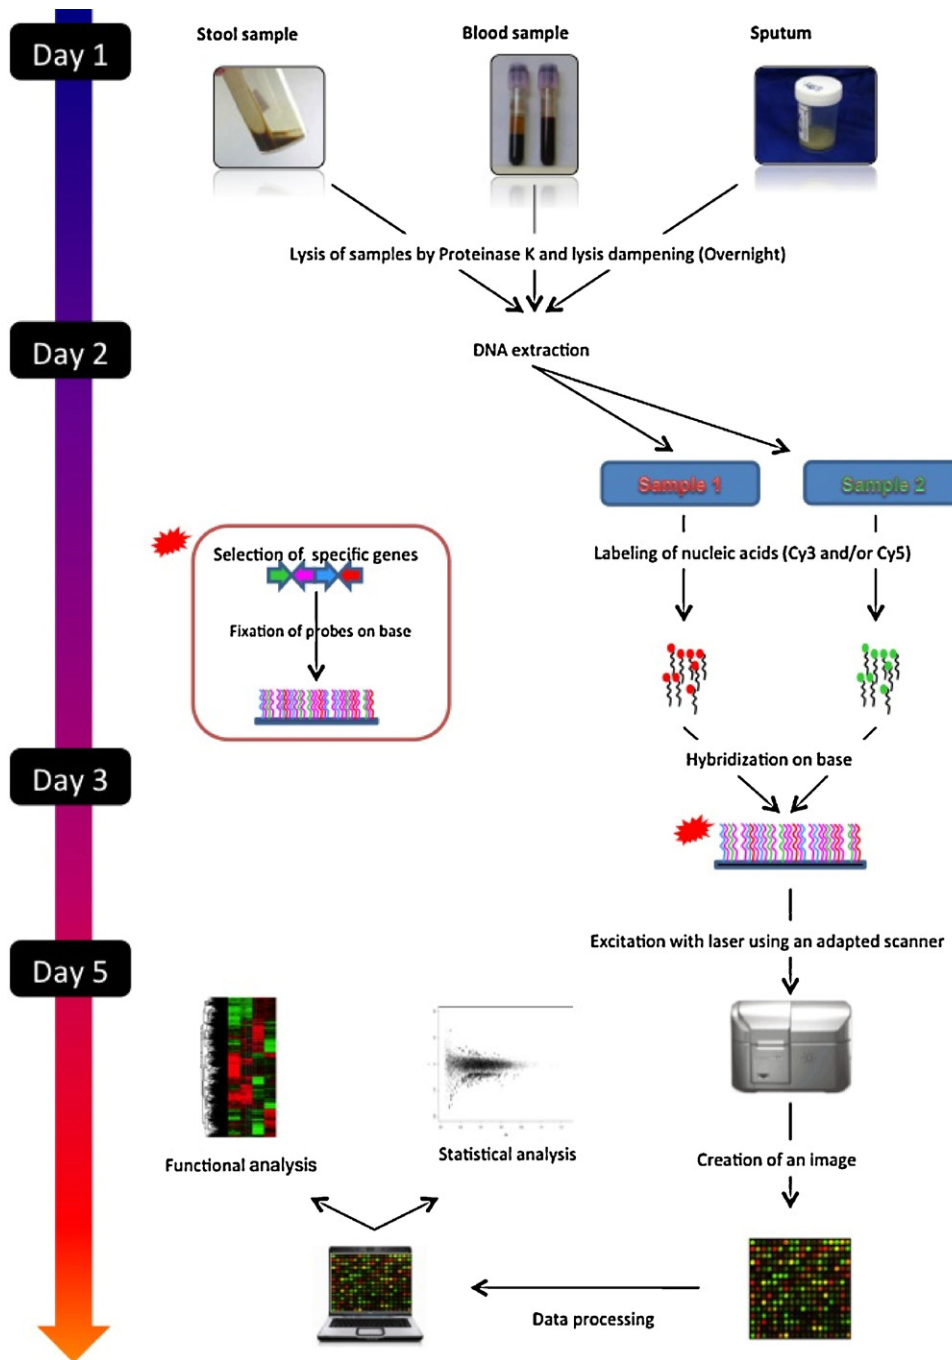 Day 1
Stool sample
Blood sample
Sputum
Lysis of samples by Proteinase K and lysis dampening (Overnight)
Day 2
DNA extraction
Sample 1
Sample 2
Labeling of nucleic acids (Cy3 and/or Cy5)
Selection of, specific genes
Fixation of probes on base
Day 3
Hybridization on base
Excitation with laser using an adapted scanner
Day 5
Functional analysis
Statistical analysis
Creation of an image
Data processing